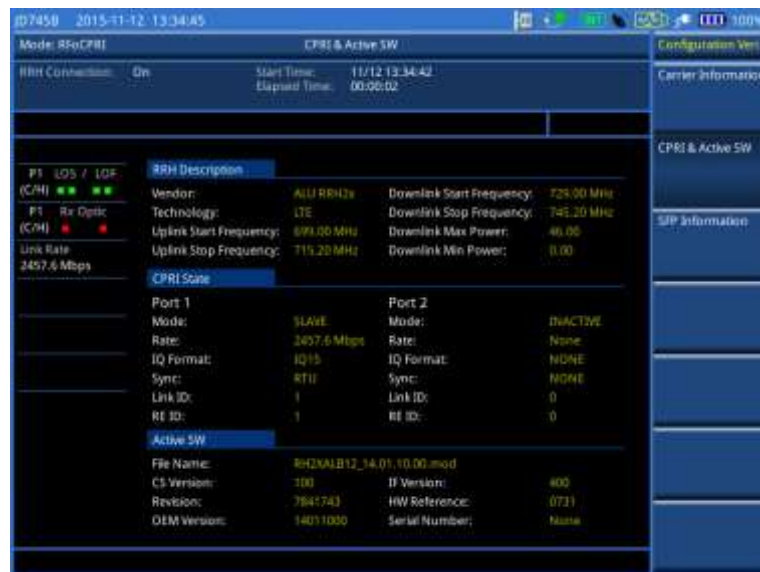 JD745B 2015-11-12 13:34:45
100%
Mode: RFoCPRI CPRI & Active SW
RRH Connection: On Start Time: 11/12 13:34:42
Elapsed Time: 00:00:02
Carrier Informatio
CPRI & Active SW
SFP Information
P1 LOS / LOF
(C/H)
P1 Rx Optic
(C/H)
Link Rate
2457.6 Mbps
RRH Description
Vendor: ALU RRH2x Downlink Start Frequency: 729.00 MHz
Technology: LTE Downlink Stop Frequency: 745.20 MHz
Uplink Start Frequency: 699.00 MHz Downlink Max Power: 46.00
Uplink Stop Frequency: 715.20 MHz Downlink Min Power: 0.00
CPRI State
Port 1 Port 2
Mode: SLAVE Mode: INACTIVE
Rate: 2457.6 Mbps Rate: None
IQ Format: IQ15 IQ Format: NONE
Sync: RTU Sync: NONE
Link ID: 1 Link ID: 0
RE ID: 1 RE ID: 0
Active SW
File Name: RH2XALB12_14.01.10.00.mod
CS Version: 100 IF Version: 400
Revision: 7841743 HW Reference: 0731
OEM Version: 14011000 Serial Number: None